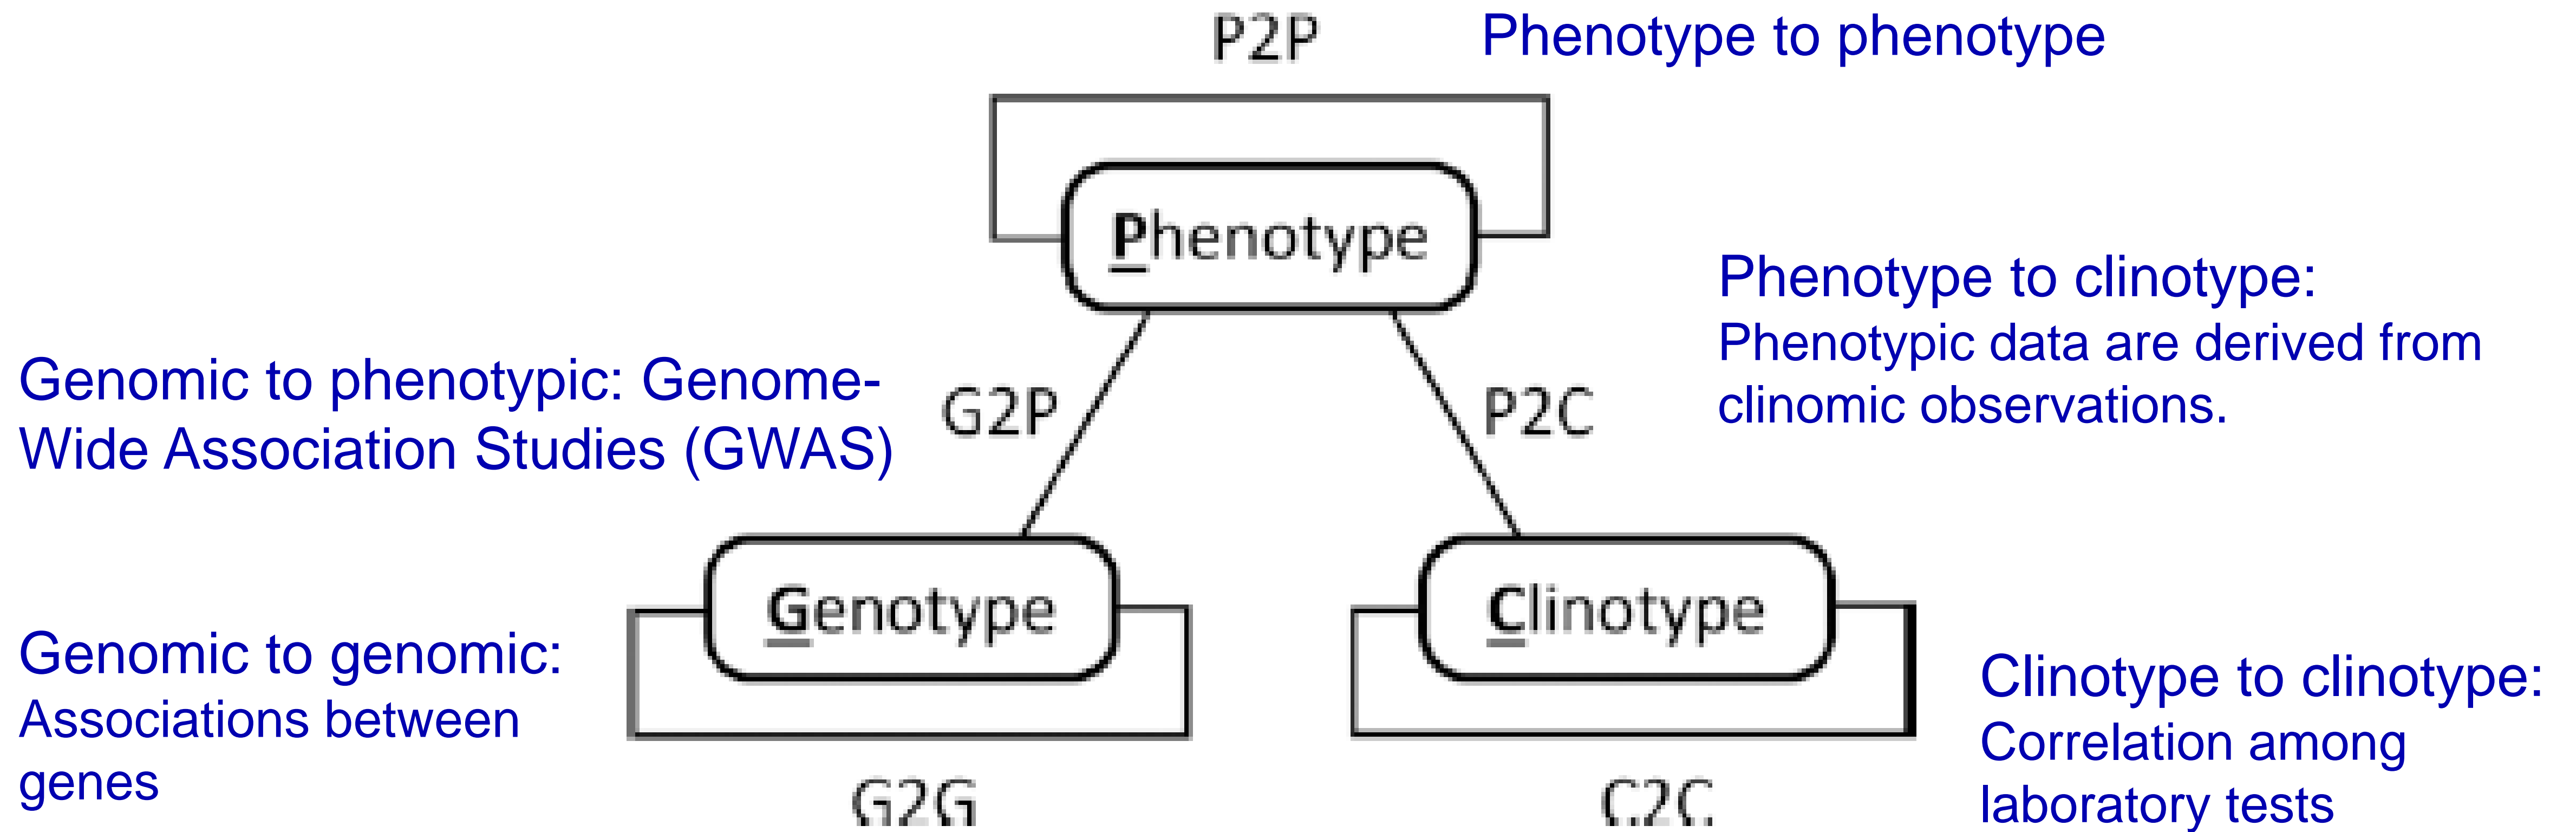 P2P
Phenotype to phenotype
Phenotype
Phenotype to clinotype:
Phenotypic data are derived from
clinomic observations.
Genomic to phenotypic: Genome-
Wide Association Studies (GWAS)
G2P
P2C
Genotype
Clinotype
Genomic to genomic:
Associations between
genes
Clinotype to clinotype:
Correlation among
laboratory tests
G2G
C2C